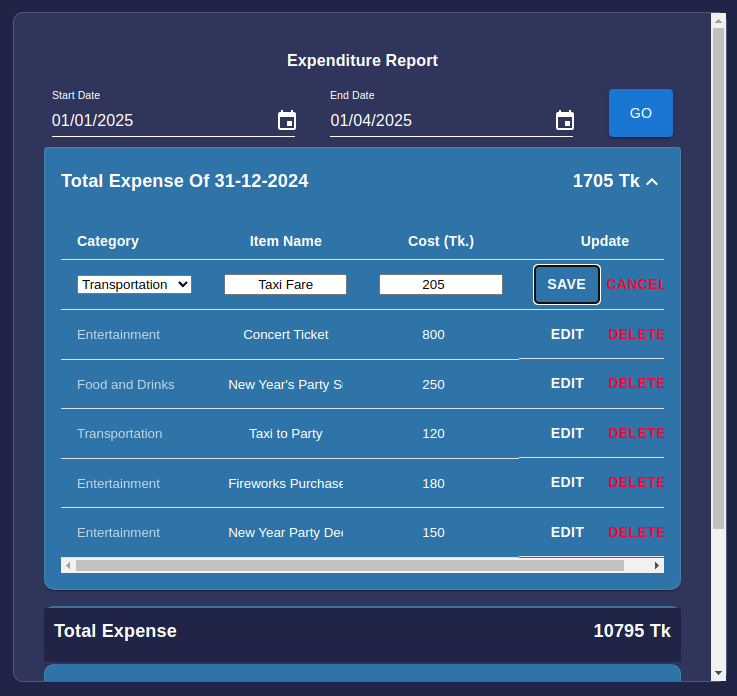 Expenditure Report
Start Date
End Date
01/01/2025
01/04/2025
GO
Total Expense Of 31-12-2024 1705 Tk
Category Item Name Cost (Tk.) Update
Transportation Taxi Fare 205 SAVE CANCEL
Entertainment Concert Ticket 800 EDIT DELETE
Food and Drinks New Year's Party S 250 EDIT DELETE
Transportation Taxi to Party 120 EDIT DELETE
Entertainment Fireworks Purchase 180 EDIT DELETE
Entertainment New Year Party De 150 EDIT DELETE
Total Expense 10795 Tk